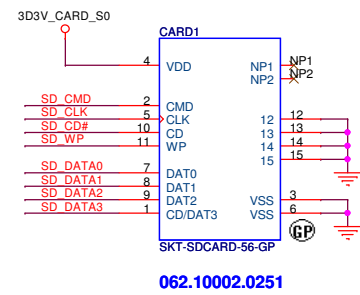 3D3V_CARD_S0
CARD1
4 VDD NP1 NP1
NP2 NP2
SD_CMD 2 CMD
SD_CLK 5 CLK 12 12
SD_CD# 10 CD 13 13
SD_WP 11 WP 14 14
15 15
SD_DATA0 7 DAT0
SD_DATA1 8 DAT1
SD_DATA2 9 DAT2 VSS 3
SD_DATA3 1 CD/DAT3 VSS 6
GP
SKT-SDCARD-56-GP
062.10002.0251